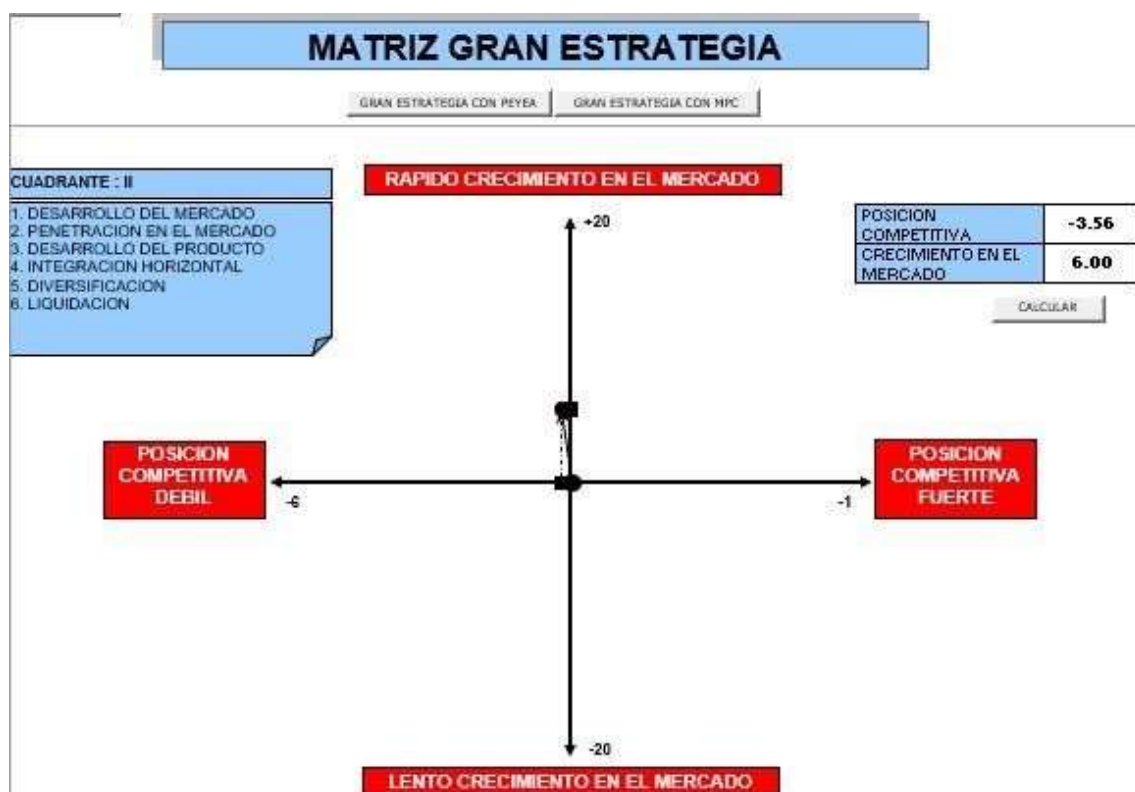 MATRIZ GRAN ESTRATEGIA
GRAN ESTRATEGIA CON PEYEA
GRAN ESTRATEGIA CON MPC
CUADRANTE : II
1. DESARROLLO DEL MERCADO
2. PENETRACION EN EL MERCADO
3. DESARROLLO DEL PRODUCTO
4. INTEGRACION HORIZONTAL
5. DIVERSIFICACION
6. LIQUIDACION
RAPIDO CRECIMIENTO EN EL MERCADO
+20
POSICION
COMPETITIVA
-3.56
CRECIMIENTO EN EL
MERCADO
6.00
CALCULAR
POSICION
COMPETITIVA
DEBIL
-6
-1
POSICION
COMPETITIVA
FUERTE
-20
LENTO CRECIMIENTO EN EL MERCADO